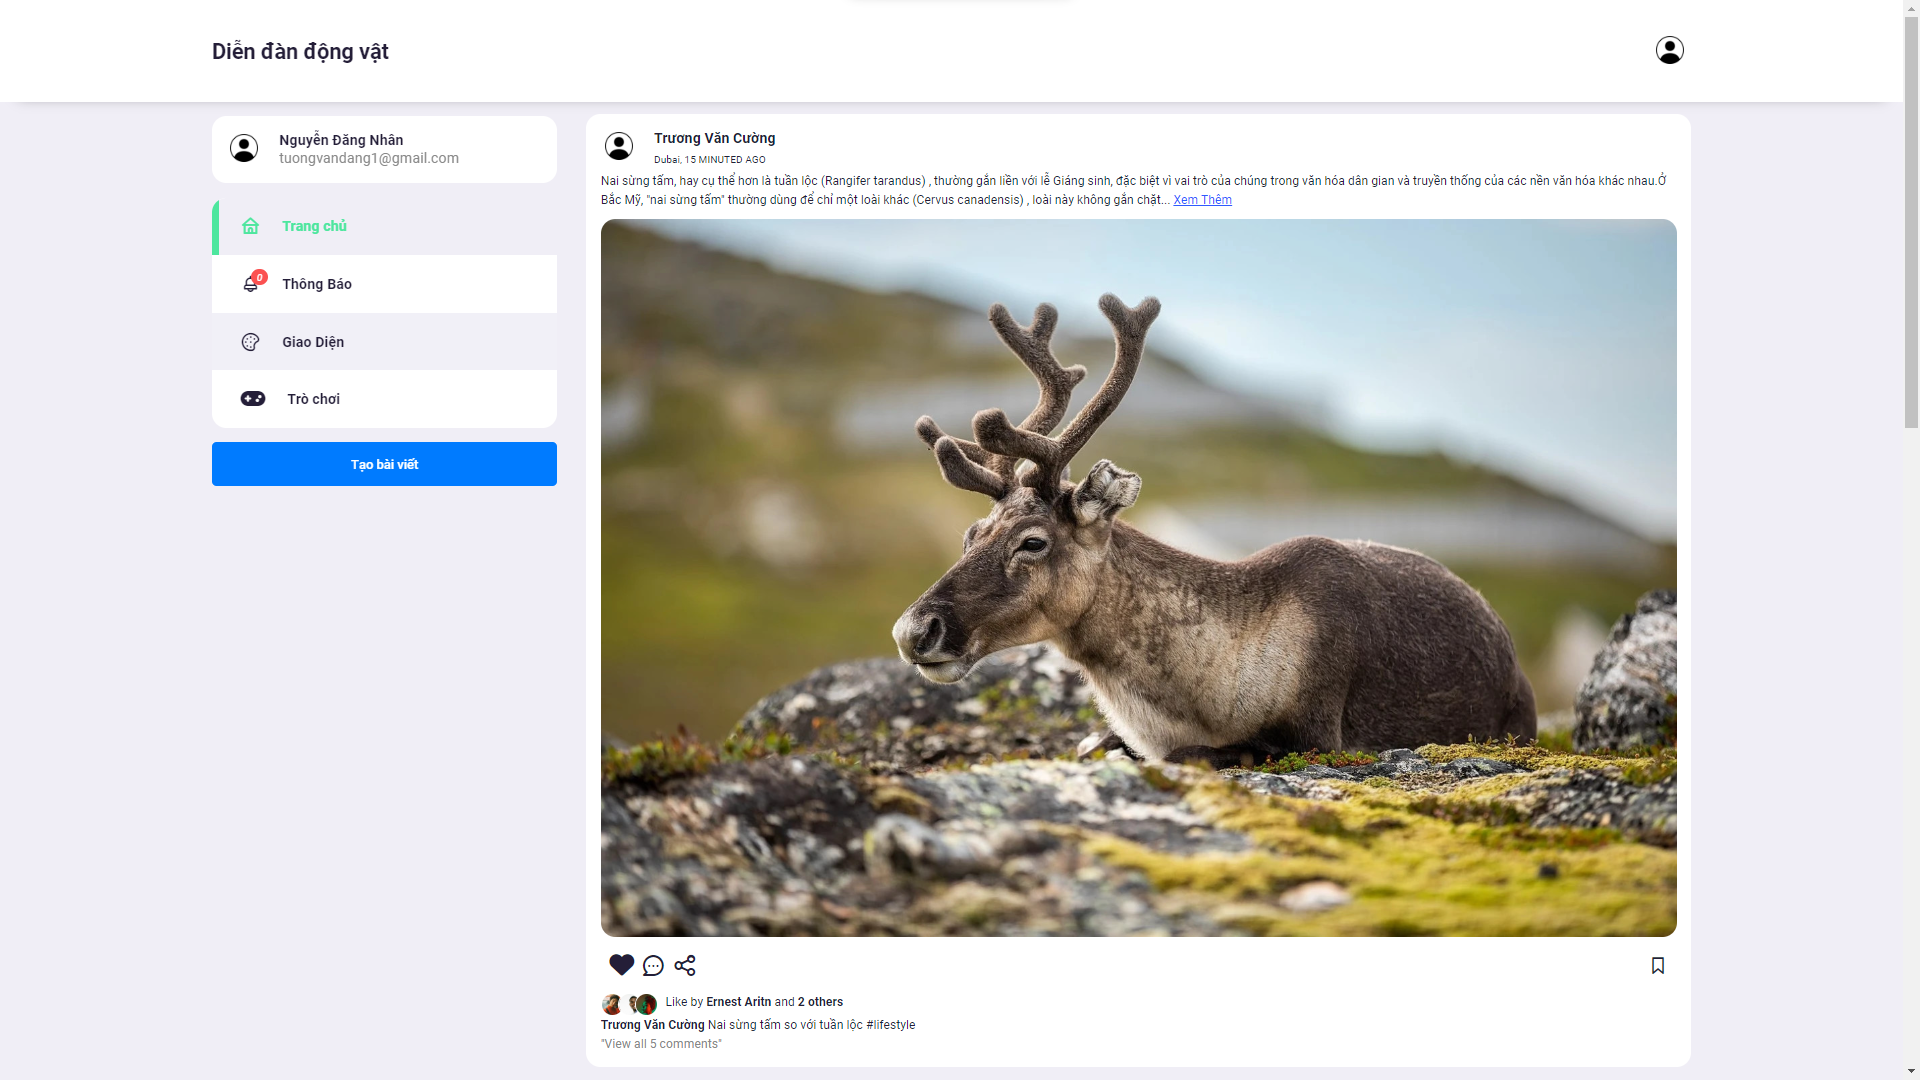 Diễn đàn động vật
Nguyễn Đăng Nhân
tuongvandang1@gmail.com
Trang chủ
0
Thông Báo
Giao Diện
Trò chơi
Tạo bài viết
Trương Văn Cường
Dubai, 15 MINUTED AGO
Nai sừng tấm, hay cụ thể hơn là tuần lộc (Rangifer tarandus) , thường gắn liền với lễ Giáng sinh, đặc biệt vì vai trò của chúng trong văn hóa dân gian và truyền thống của các nền văn hóa khác nhau.Ở
Bắc Mỹ, "nai sừng tấm" thường dùng để chỉ một loài khác (Cervus canadensis) , loài này không gắn chặt... Xem Thêm
Like by Ernest Aritn and 2 others
Trương Văn Cường Nai sừng tấm so với tuần lộc #lifestyle
"View all 5 comments"